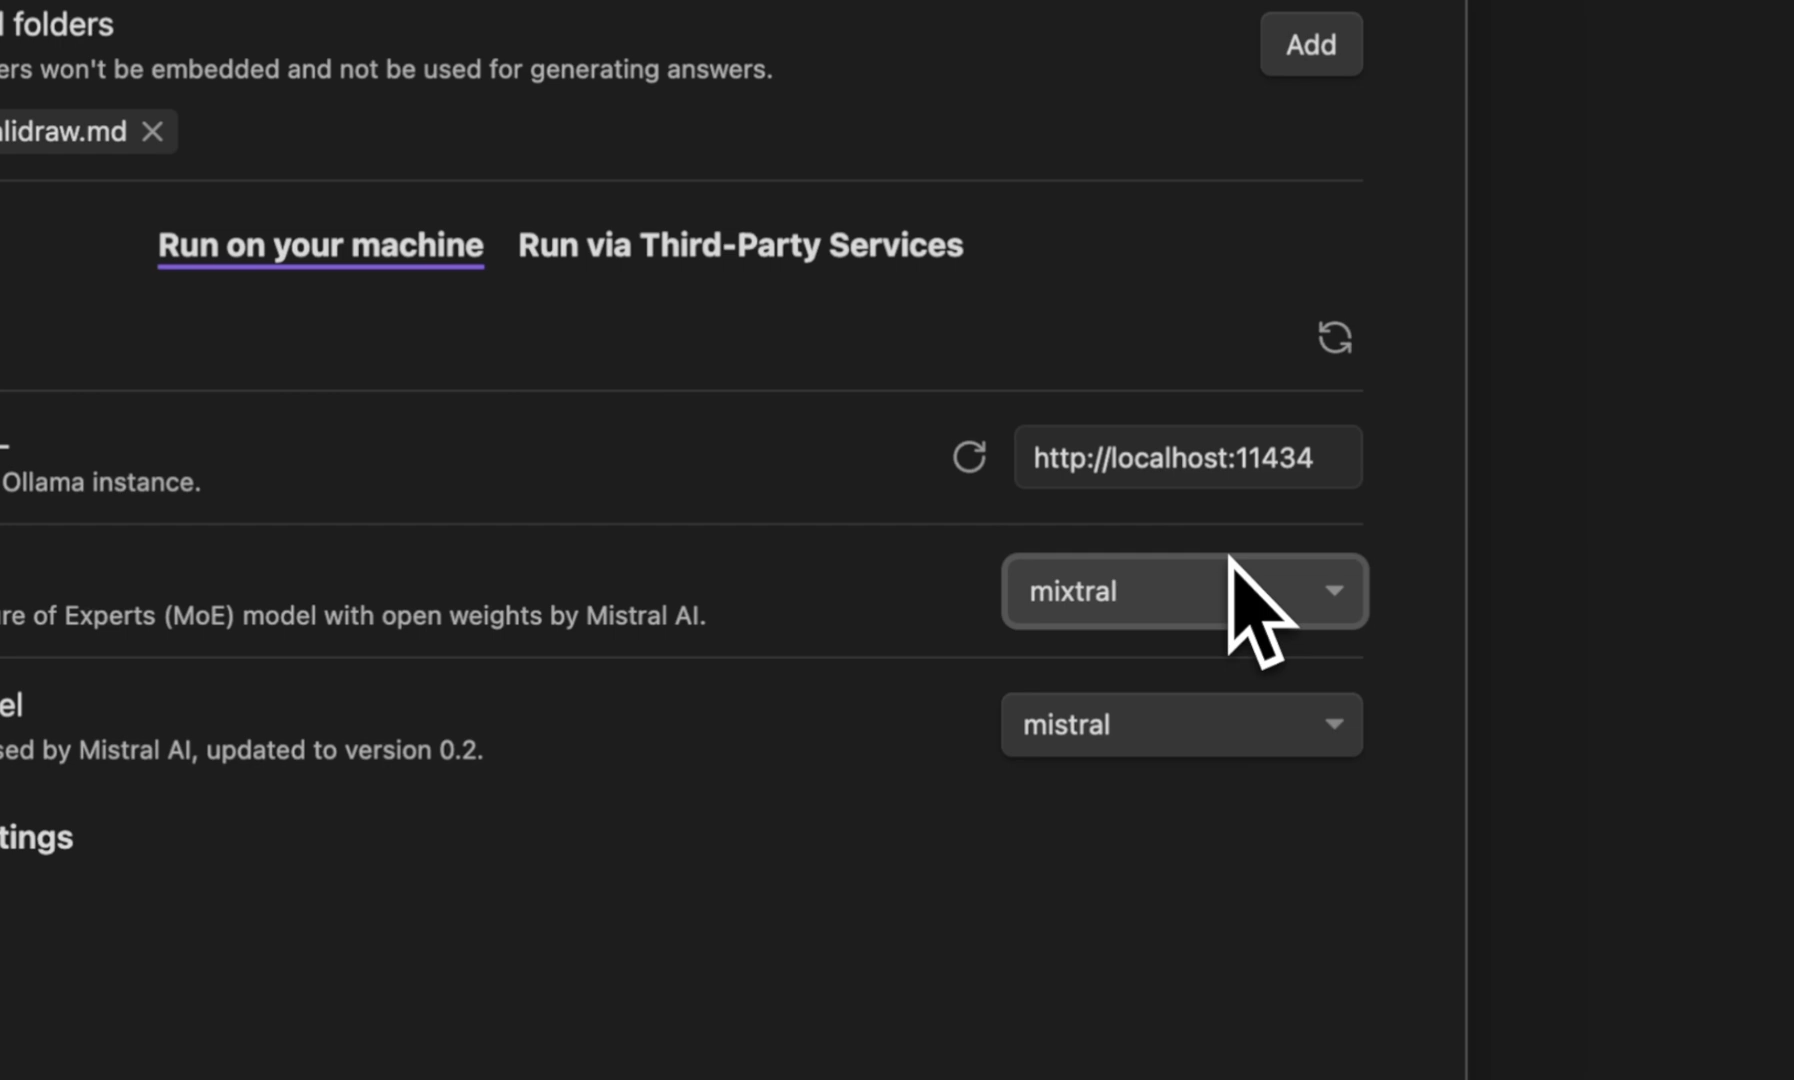 folders
ers won't be embedded and not be used for generating answers.
Add
lidraw.md
Run on your machine
Run via Third-Party Services
Ollama instance.
http://localhost:11434
re of Experts (MoE) model with open weights by Mistral AI.
mixtral
el
sed by Mistral AI, updated to version 0.2.
mistral
tings